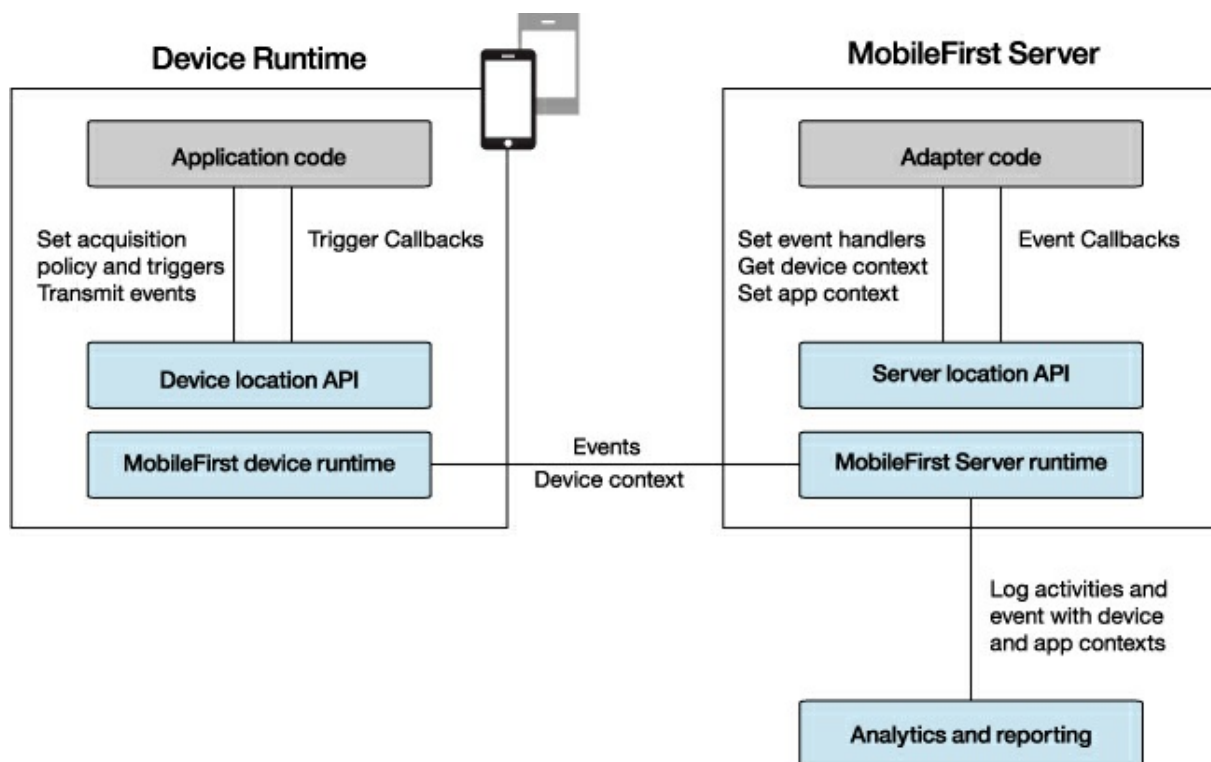 Device Runtime
MobileFirst Server
Application code
Adapter code
Set acquisition
policy and triggers
Transmit events
Trigger Callbacks
Set event handlers
Get device context
Set app context
Event Callbacks
Device location API
Server location API
MobileFirst device runtime
Events
Device context
MobileFirst Server runtime
Log activities and
event with device
and app contexts
Analytics and reporting